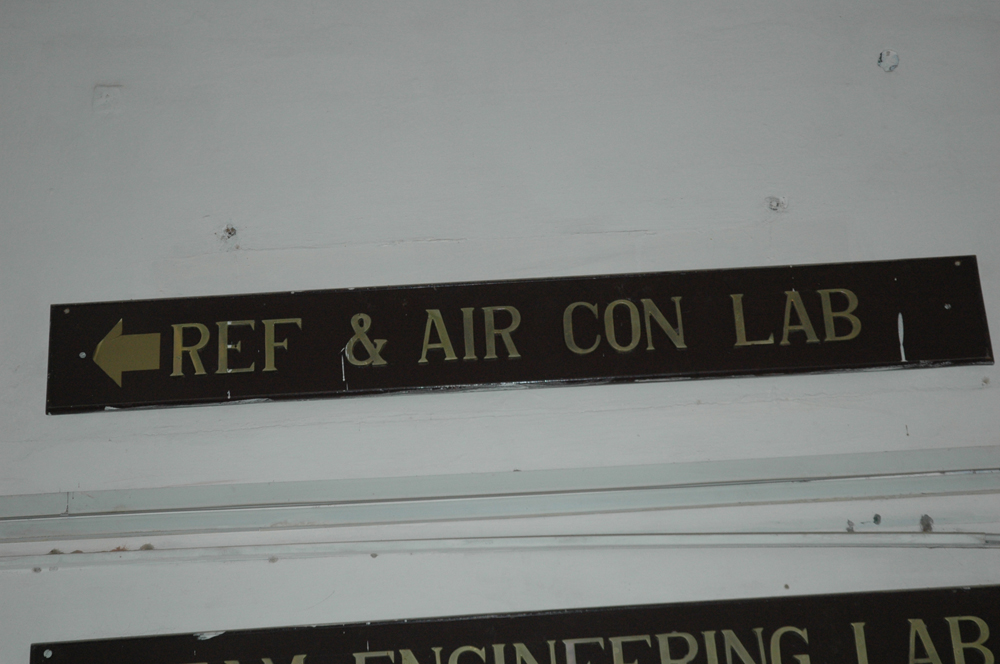 REF & AIR CON LAB
ENGINEERING LAB